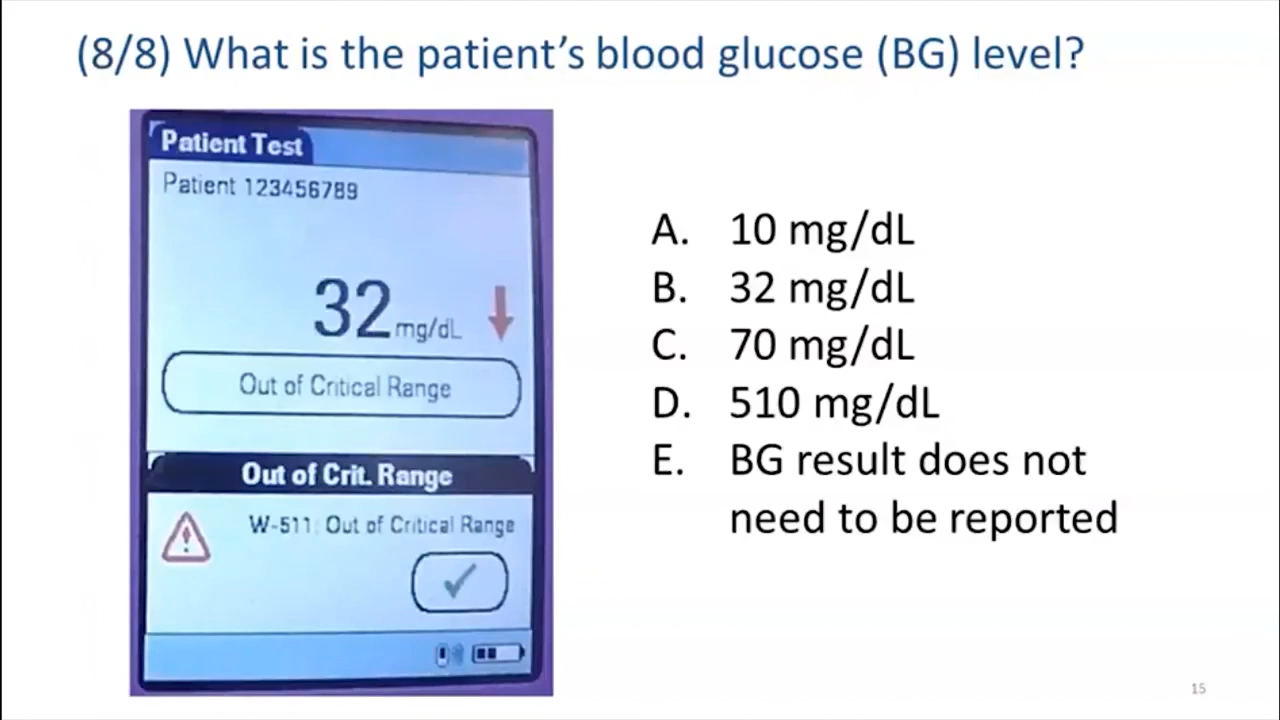 (8/8) What is the patient’s blood glucose (BG) level?
Patient Test
Patient 123456789
32 mg/dL
Out of Critical Range
Out of Crit. Range
W-511: Out of Critical Range
A. 10 mg/dL
B. 32 mg/dL
C. 70 mg/dL
D. 510 mg/dL
E. BG result does not
need to be reported
15